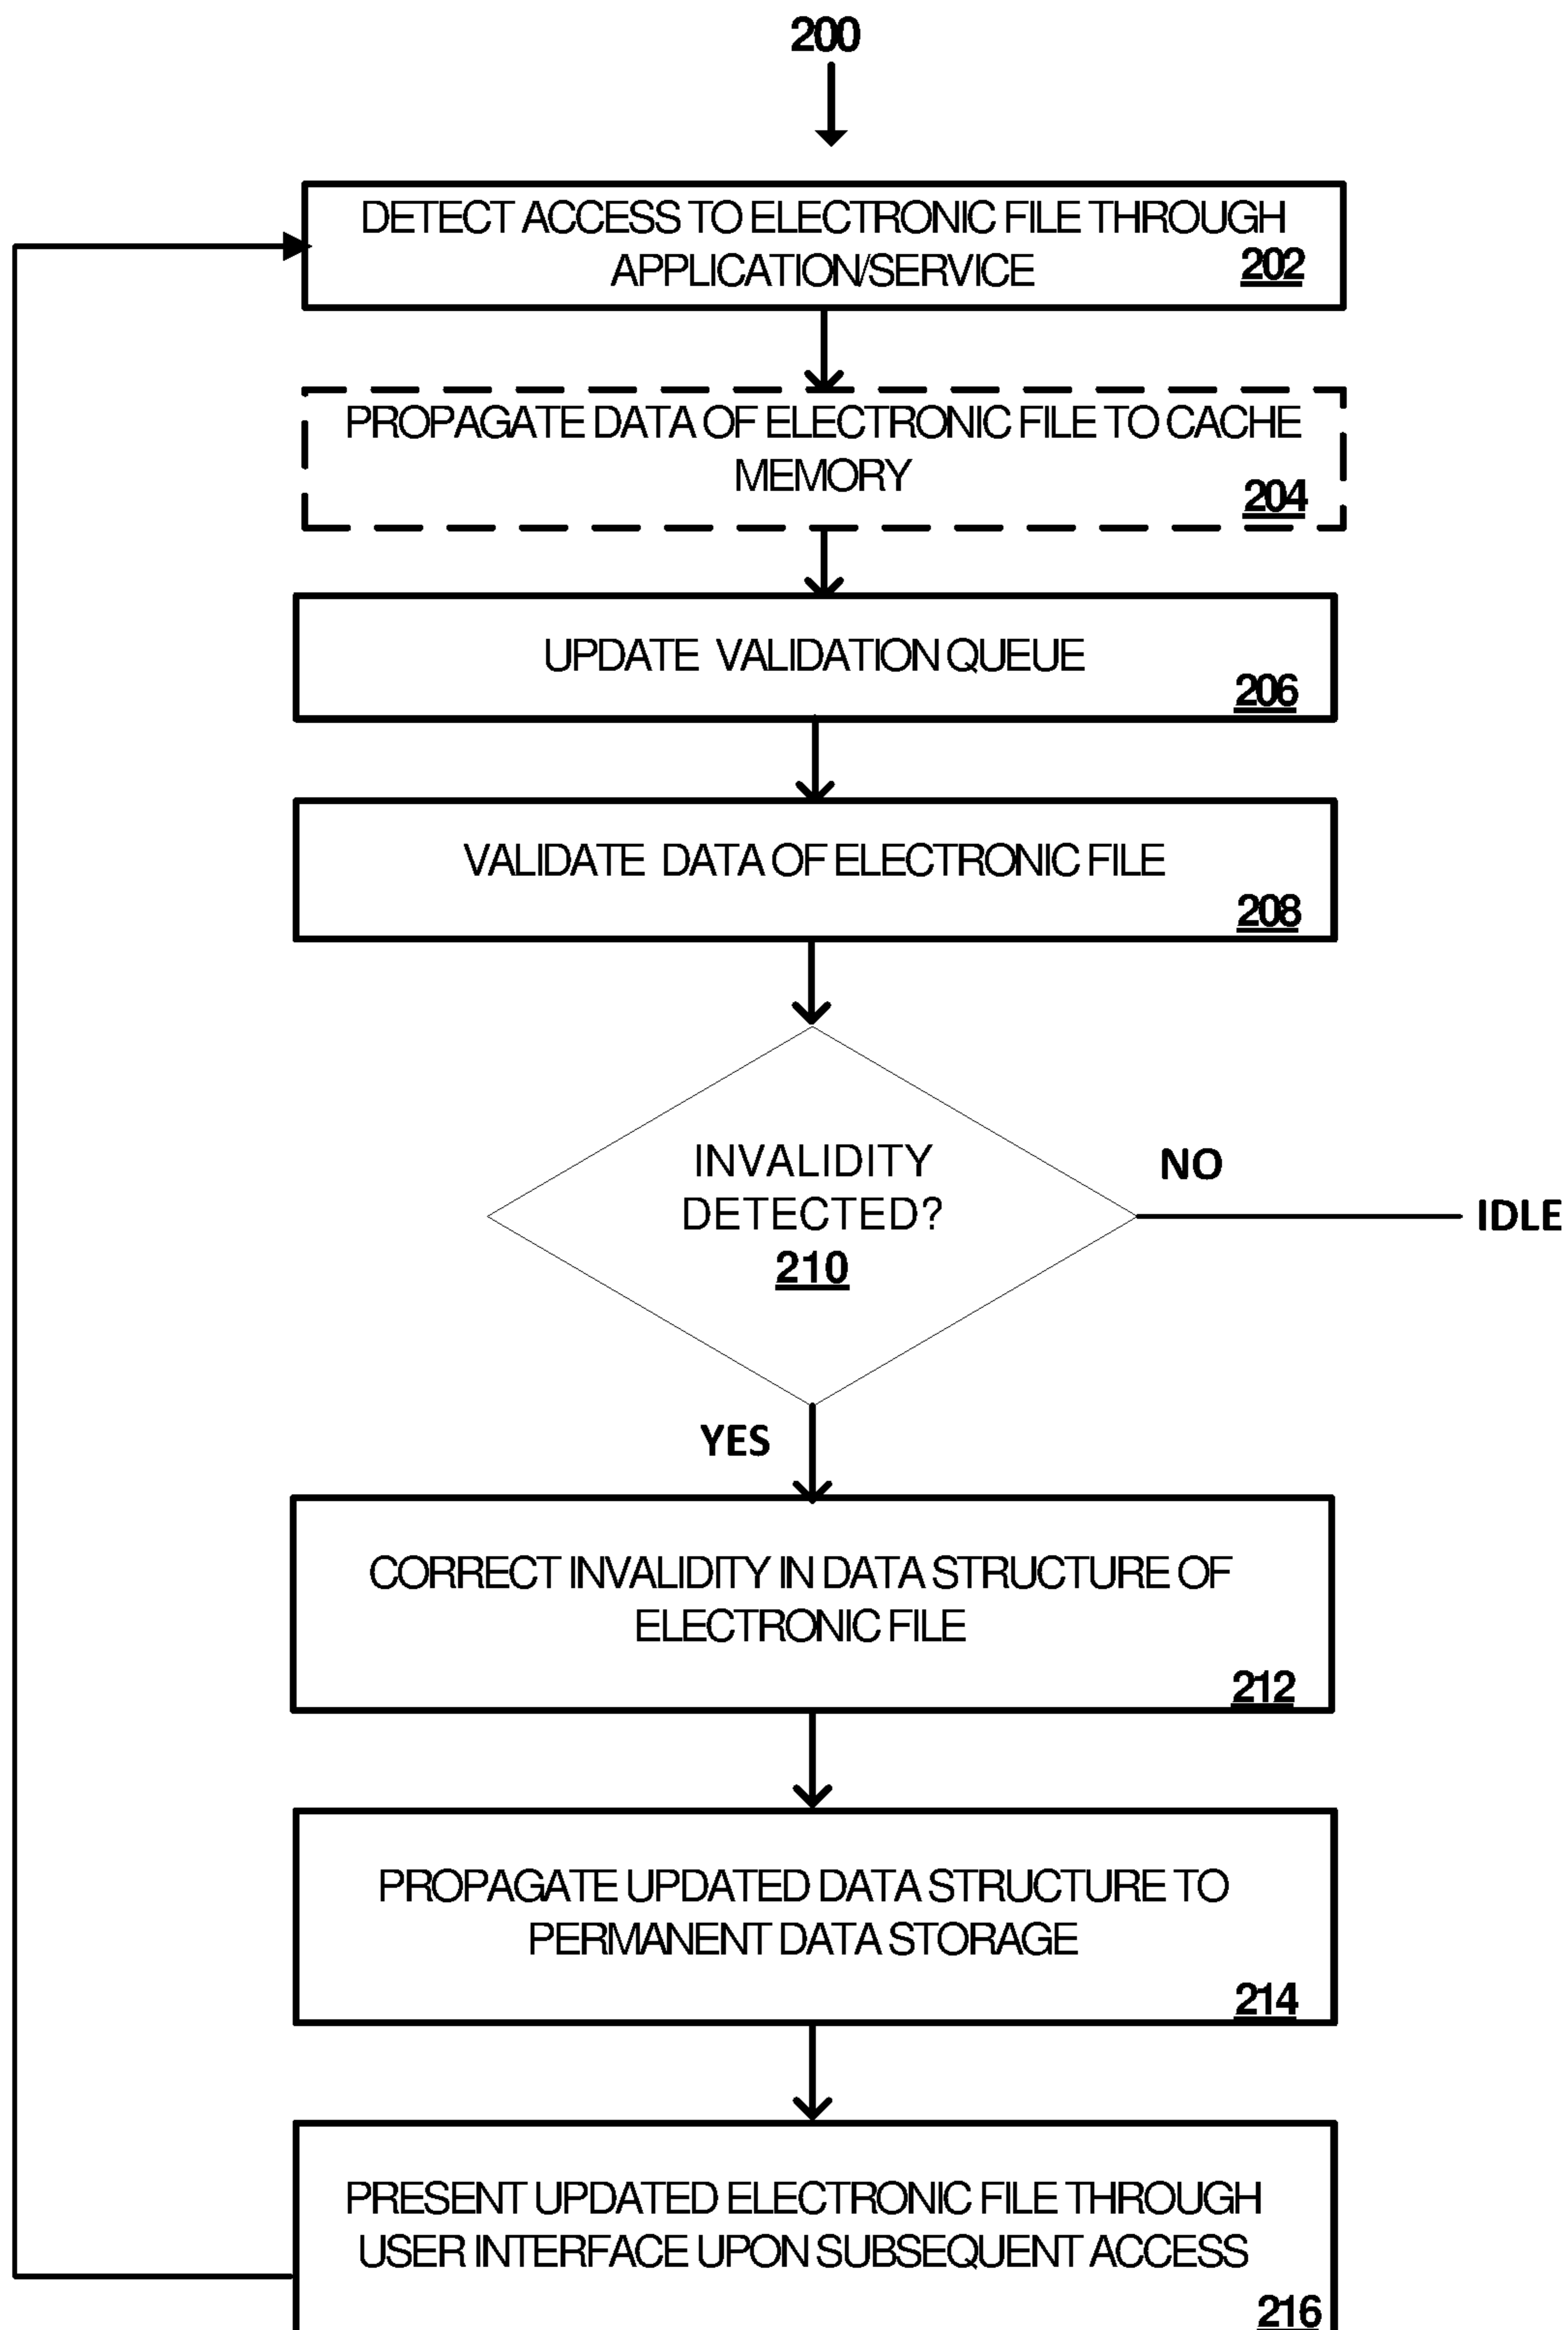 200
DETECT ACCESS TO ELECTRONIC FILE THROUGH
APPLICATION/SERVICE
202
PROPAGATE DATA OF ELECTRONIC FILE TO CACHE
MEMORY
204
UPDATE VALIDATION QUEUE
206
VALIDATE DATA OF ELECTRONIC FILE
208
INVALIDITY
DETECTED?
210
NO
IDLE
YES
CORRECT INVALIDITY IN DATA STRUCTURE OF
ELECTRONIC FILE
212
PROPAGATE UPDATED DATA STRUCTURE TO
PERMANENT DATA STORAGE
214
PRESENT UPDATED ELECTRONIC FILE THROUGH
USER INTERFACE UPON SUBSEQUENT ACCESS
216